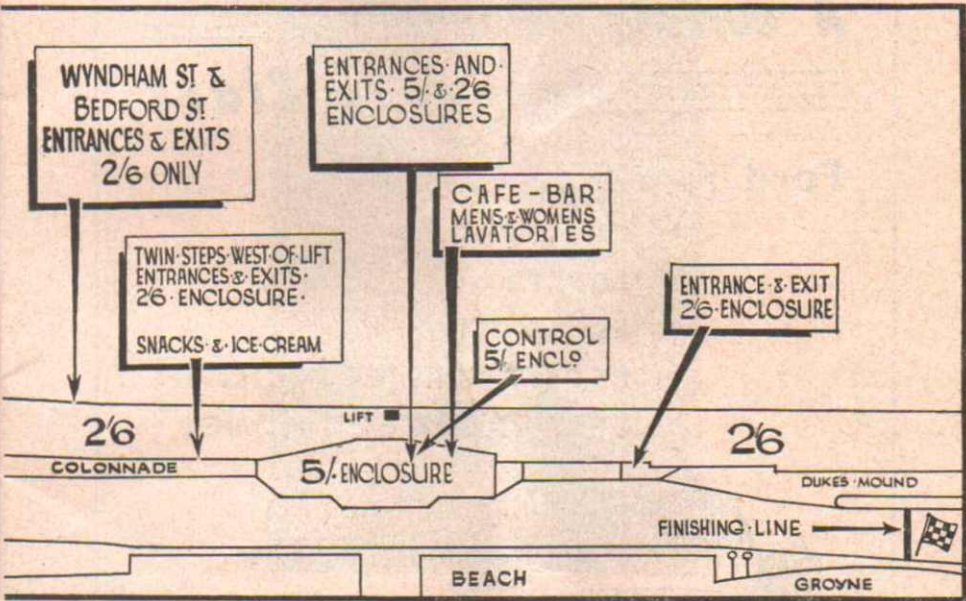 WYNDHAM ST &
BEDFORD ST.
ENTRANCES & EXITS
2/6 ONLY
ENTRANCES·AND·
EXITS· 5/·&·2'6
ENCLOSURES
CAFE-BAR·
MENS·&·WOMENS
LAVATORIES
TWIN·STEPS·WEST·OF·LIFT
ENTRANCES·&·EXITS·
2'6·ENCLOSURE·
SNACKS·&·ICE·CREAM
ENTRANCE·&·EXIT
2'6·ENCLOSURE
CONTROL
5/· ENCLO
LIFT
2'6
2'6
COLONNADE
5/·ENCLOSURE
DUKES·MOUND
FINISHING·LINE
BEACH
GROYNE